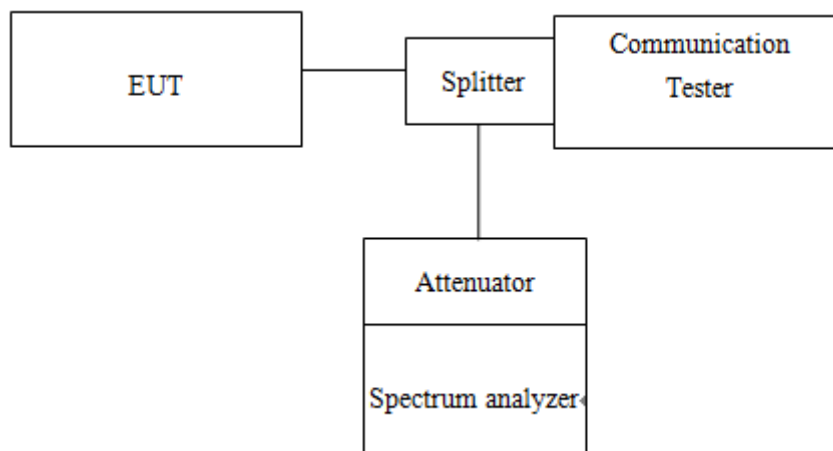 EUT
Splitter
Communication
Tester
Attenuator
Spectrum analyzer